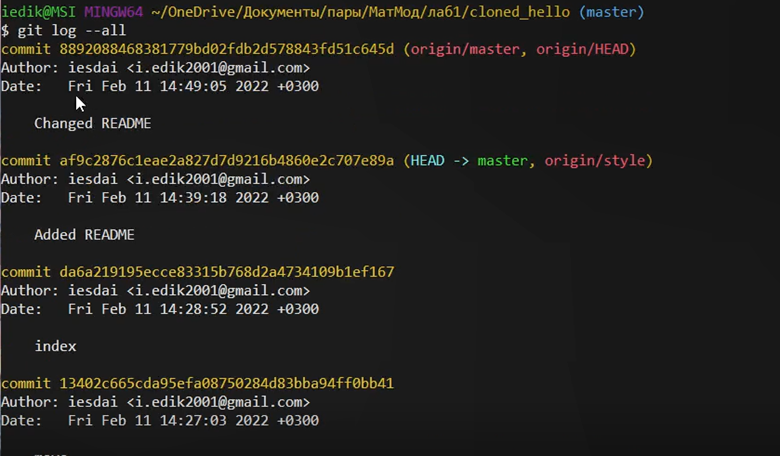 iedik@MSI MINGW64 ~/OneDrive/Документы/пары/МатМод/лаб1/cloned_hello (master)
$ git log --all
commit 8892088468381779bd02fdb2d578843fd51c645d (origin/master, origin/HEAD)
Author: iesdai <i.edik2001@gmail.com>
Date:   Fri Feb 11 14:49:05 2022 +0300
Changed README
commit af9c2876c1eae2a827d7d9216b4860e2c707e89a (HEAD -> master, origin/style)
Author: iesdai <i.edik2001@gmail.com>
Date:   Fri Feb 11 14:39:18 2022 +0300
Added README
commit da6a219195ecce83315b768d2a4734109b1ef167
Author: iesdai <i.edik2001@gmail.com>
Date:   Fri Feb 11 14:28:52 2022 +0300
index
commit 13402c665cda95efa08750284d83bba94ff0bb41
Author: iesdai <i.edik2001@gmail.com>
Date:   Fri Feb 11 14:27:03 2022 +0300